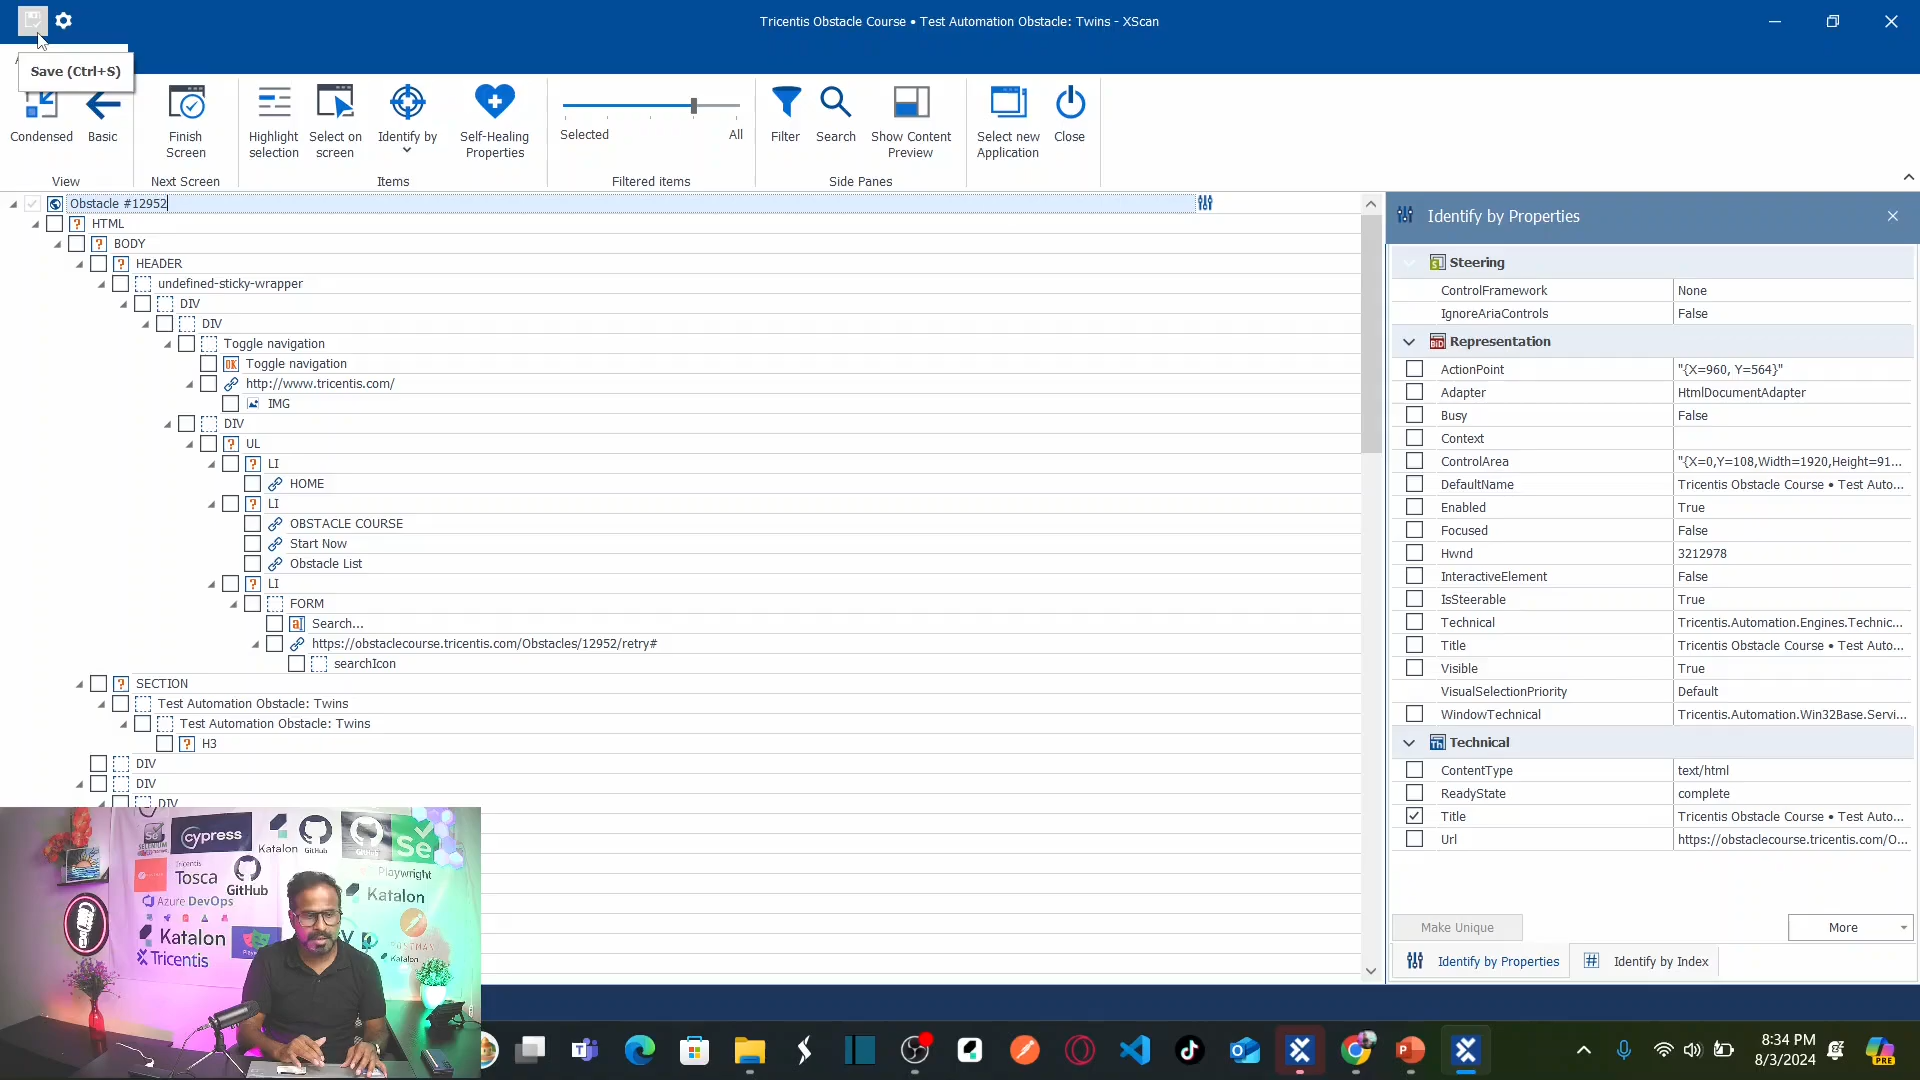 Tricentis Obstacle Course • Test Automation Obstacle: Twins - XScan
Save (Ctrl+S)
Condensed
Basic
Finish Screen
Highlight selection
Select on screen
Identify by
Self-Healing Properties
Selected
All
Filter
Search
Show Content Preview
Select new Application
Close
View
Next Screen
Items
Filtered items
Side Panes
Obstacle #12952
HTML
BODY
HEADER
undefined-sticky-wrapper
DIV
DIV
Toggle navigation
OK Toggle navigation
http://www.tricentis.com/
IMG
DIV
UL
LI
HOME
LI
OBSTACLE COURSE
Start Now
Obstacle List
LI
FORM
Search...
https://obstaclecourse.tricentis.com/Obstacles/12952/retry#
searchIcon
SECTION
Test Automation Obstacle: Twins
Test Automation Obstacle: Twins
H3
DIV
DIV
DIV
Identify by Properties
Steering
ControlFramework None
IgnoreAriaControls False
Representation
ActionPoint "{X=960, Y=564}"
Adapter HtmlDocumentAdapter
Busy False
Context
ControlArea "{X=0,Y=108,Width=1920,Height=91...
DefaultName Tricentis Obstacle Course • Test Auto...
Enabled True
Focused False
Hwnd 3212978
InteractiveElement False
IsSteerable True
Technical Tricentis.Automation.Engines.Technic...
Title Tricentis Obstacle Course • Test Auto...
Visible True
VisualSelectionPriority Default
WindowTechnical Tricentis.Automation.Win32Base.Servi...
Technical
ContentType text/html
ReadyState complete
Title Tricentis Obstacle Course • Test Auto...
Url https://obstaclecourse.tricentis.com/O...
Make Unique
More
Identify by Properties
Identify by Index
cypress
Katalon
GitHub
Se
Tricentis
Tosca
GitHub
Playwright
Katalon
Azure DevOps
Katalon
Tricentis
POSTMAN
Katalon
8:34 PM
8/3/2024
PRE